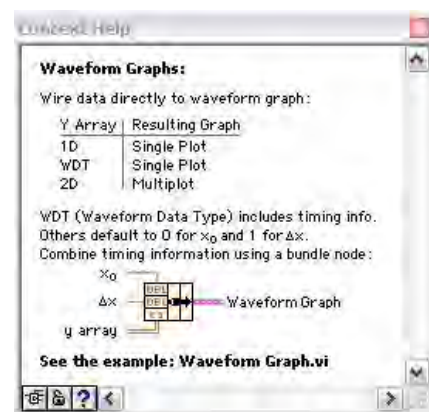 Context Help
Waveform Graphs:
Wire data directly to waveform graph:
Y Array Resulting Graph
1D Single Plot
WDT Single Plot
2D Multiplot
WDT (Waveform Data Type) includes timing info.
Others default to 0 for x₀ and 1 for Δx.
Combine timing information using a bundle node:
x₀
Δx
DBL
DBL
Waveform Graph
y array
See the example: Waveform Graph.vi
?